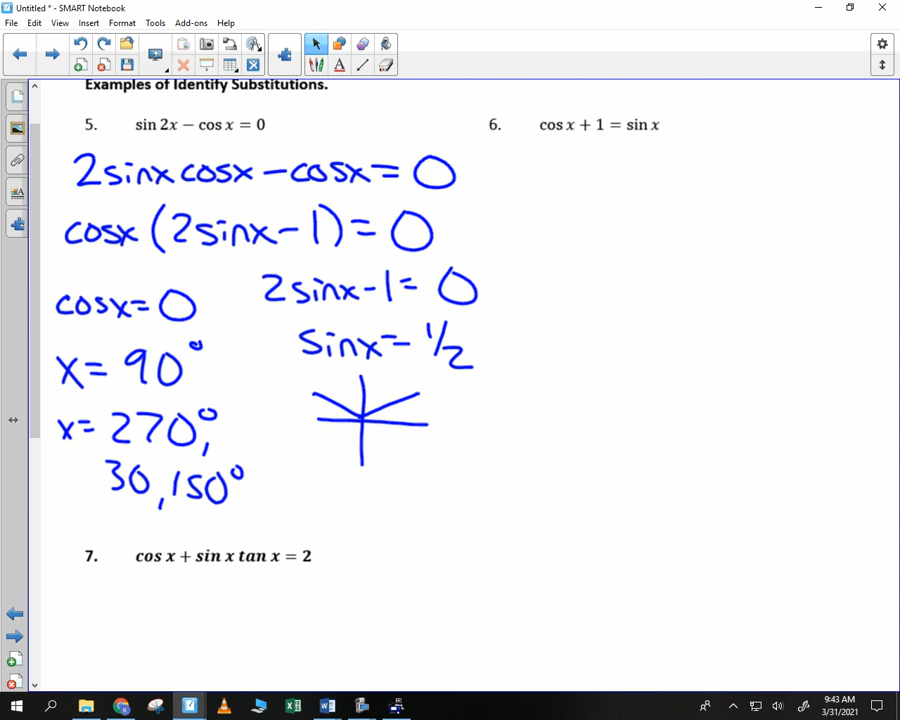 Untitled * - SMART Notebook
File Edit View Insert Format Tools Add-ons Help
Examples of Identify Substitutions.
5. sin 2x − cos x = 0
6. cos x + 1 = sin x
2sinx cosx − cosx = 0
cosx (2sinx − 1) = 0
cosx = 0
2sinx − 1 = 0
sinx = 1/2
x = 90°
x = 270°,
30, 150°
7. cos x + sin x tan x = 2
9:43 AM
3/31/2021